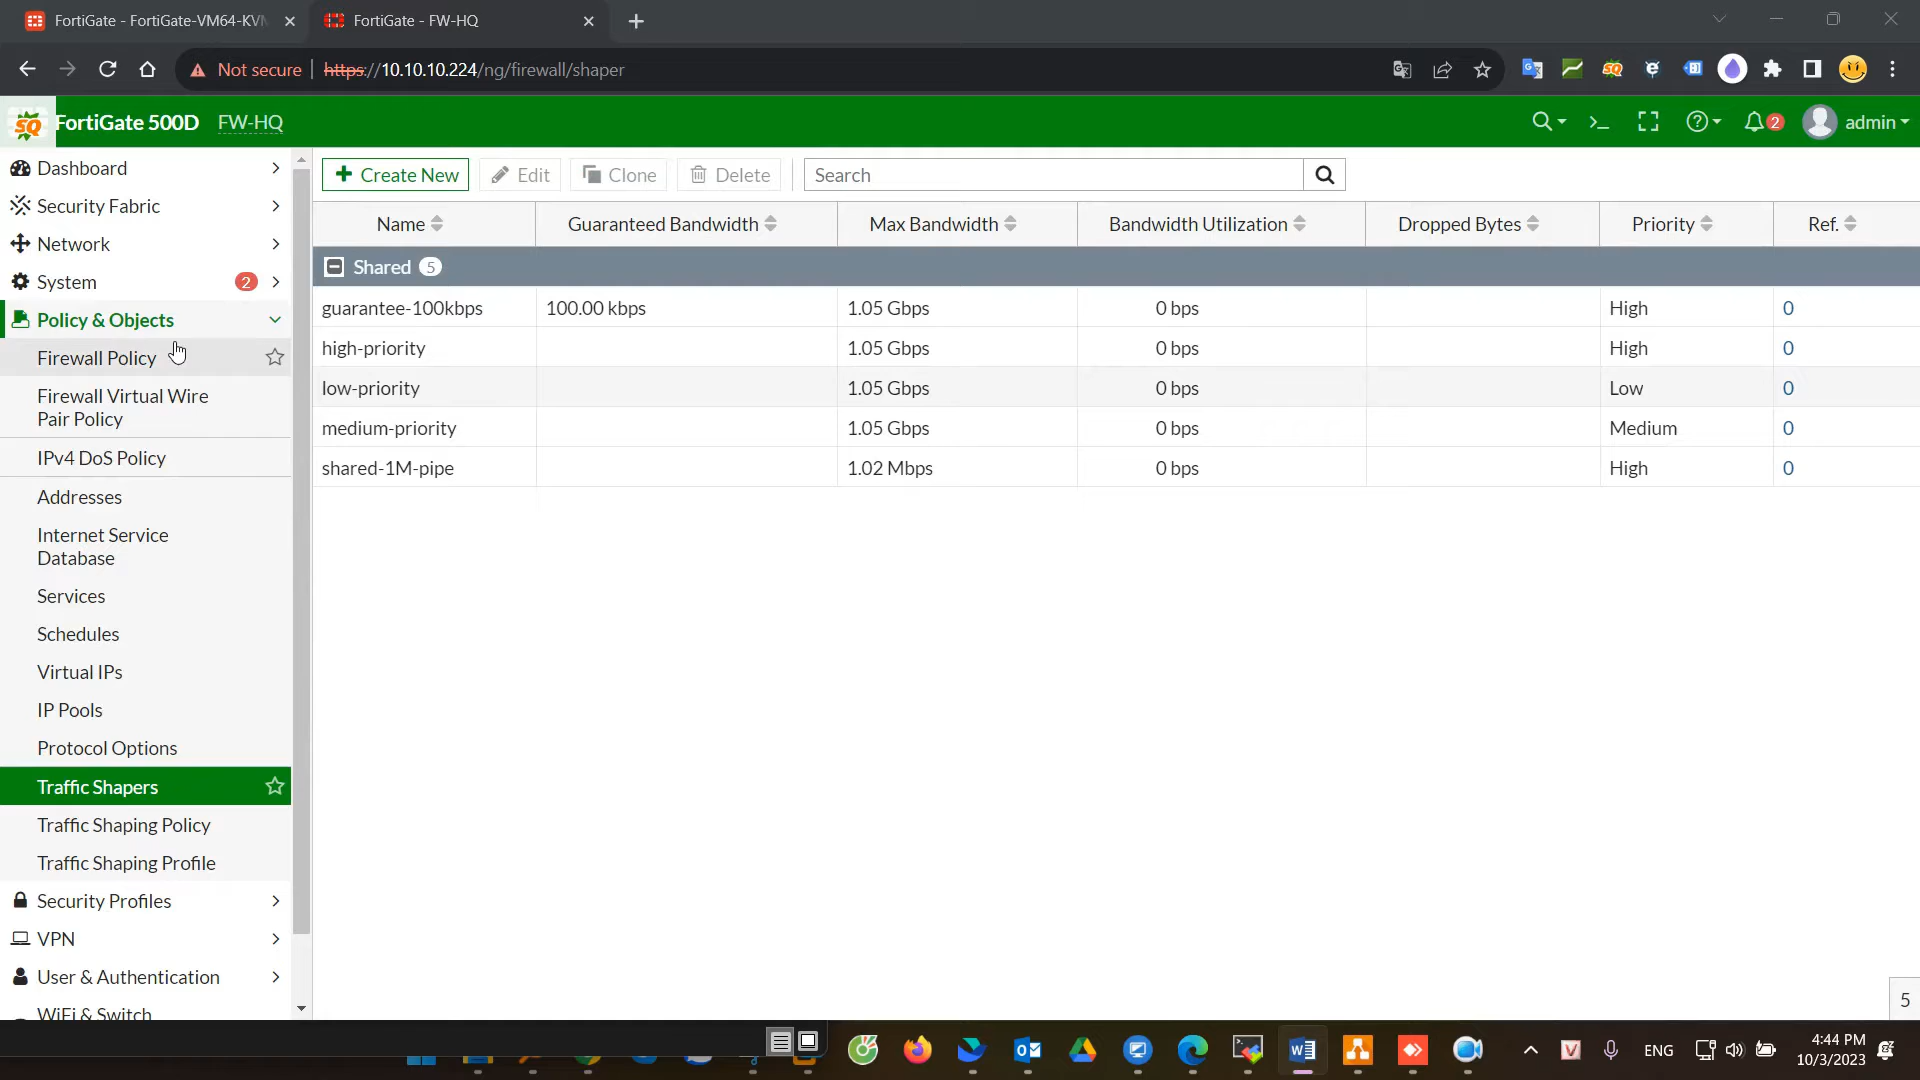 FortiGate - FortiGate-VM64-KVM
FortiGate - FW-HQ
Not secure https://10.10.10.224/ng/firewall/shaper
SQ FortiGate 500D FW-HQ 2 admin
Dashboard
Security Fabric
Network
System 2
Policy & Objects
Firewall Policy
Firewall Virtual Wire
Pair Policy
IPv4 DoS Policy
Addresses
Internet Service
Database
Services
Schedules
Virtual IPs
IP Pools
Protocol Options
Traffic Shapers
Traffic Shaping Policy
Traffic Shaping Profile
Security Profiles
VPN
User & Authentication
WiFi & Switch
Create New Edit Clone Delete Search
Name Guaranteed Bandwidth Max Bandwidth Bandwidth Utilization Dropped Bytes Priority Ref.
Shared 5
guarantee-100kbps 100.00 kbps 1.05 Gbps 0 bps High 0
high-priority 1.05 Gbps 0 bps High 0
low-priority 1.05 Gbps 0 bps Low 0
medium-priority 1.05 Gbps 0 bps Medium 0
shared-1M-pipe 1.02 Mbps 0 bps High 0
5
ENG
4:44 PM
10/3/2023